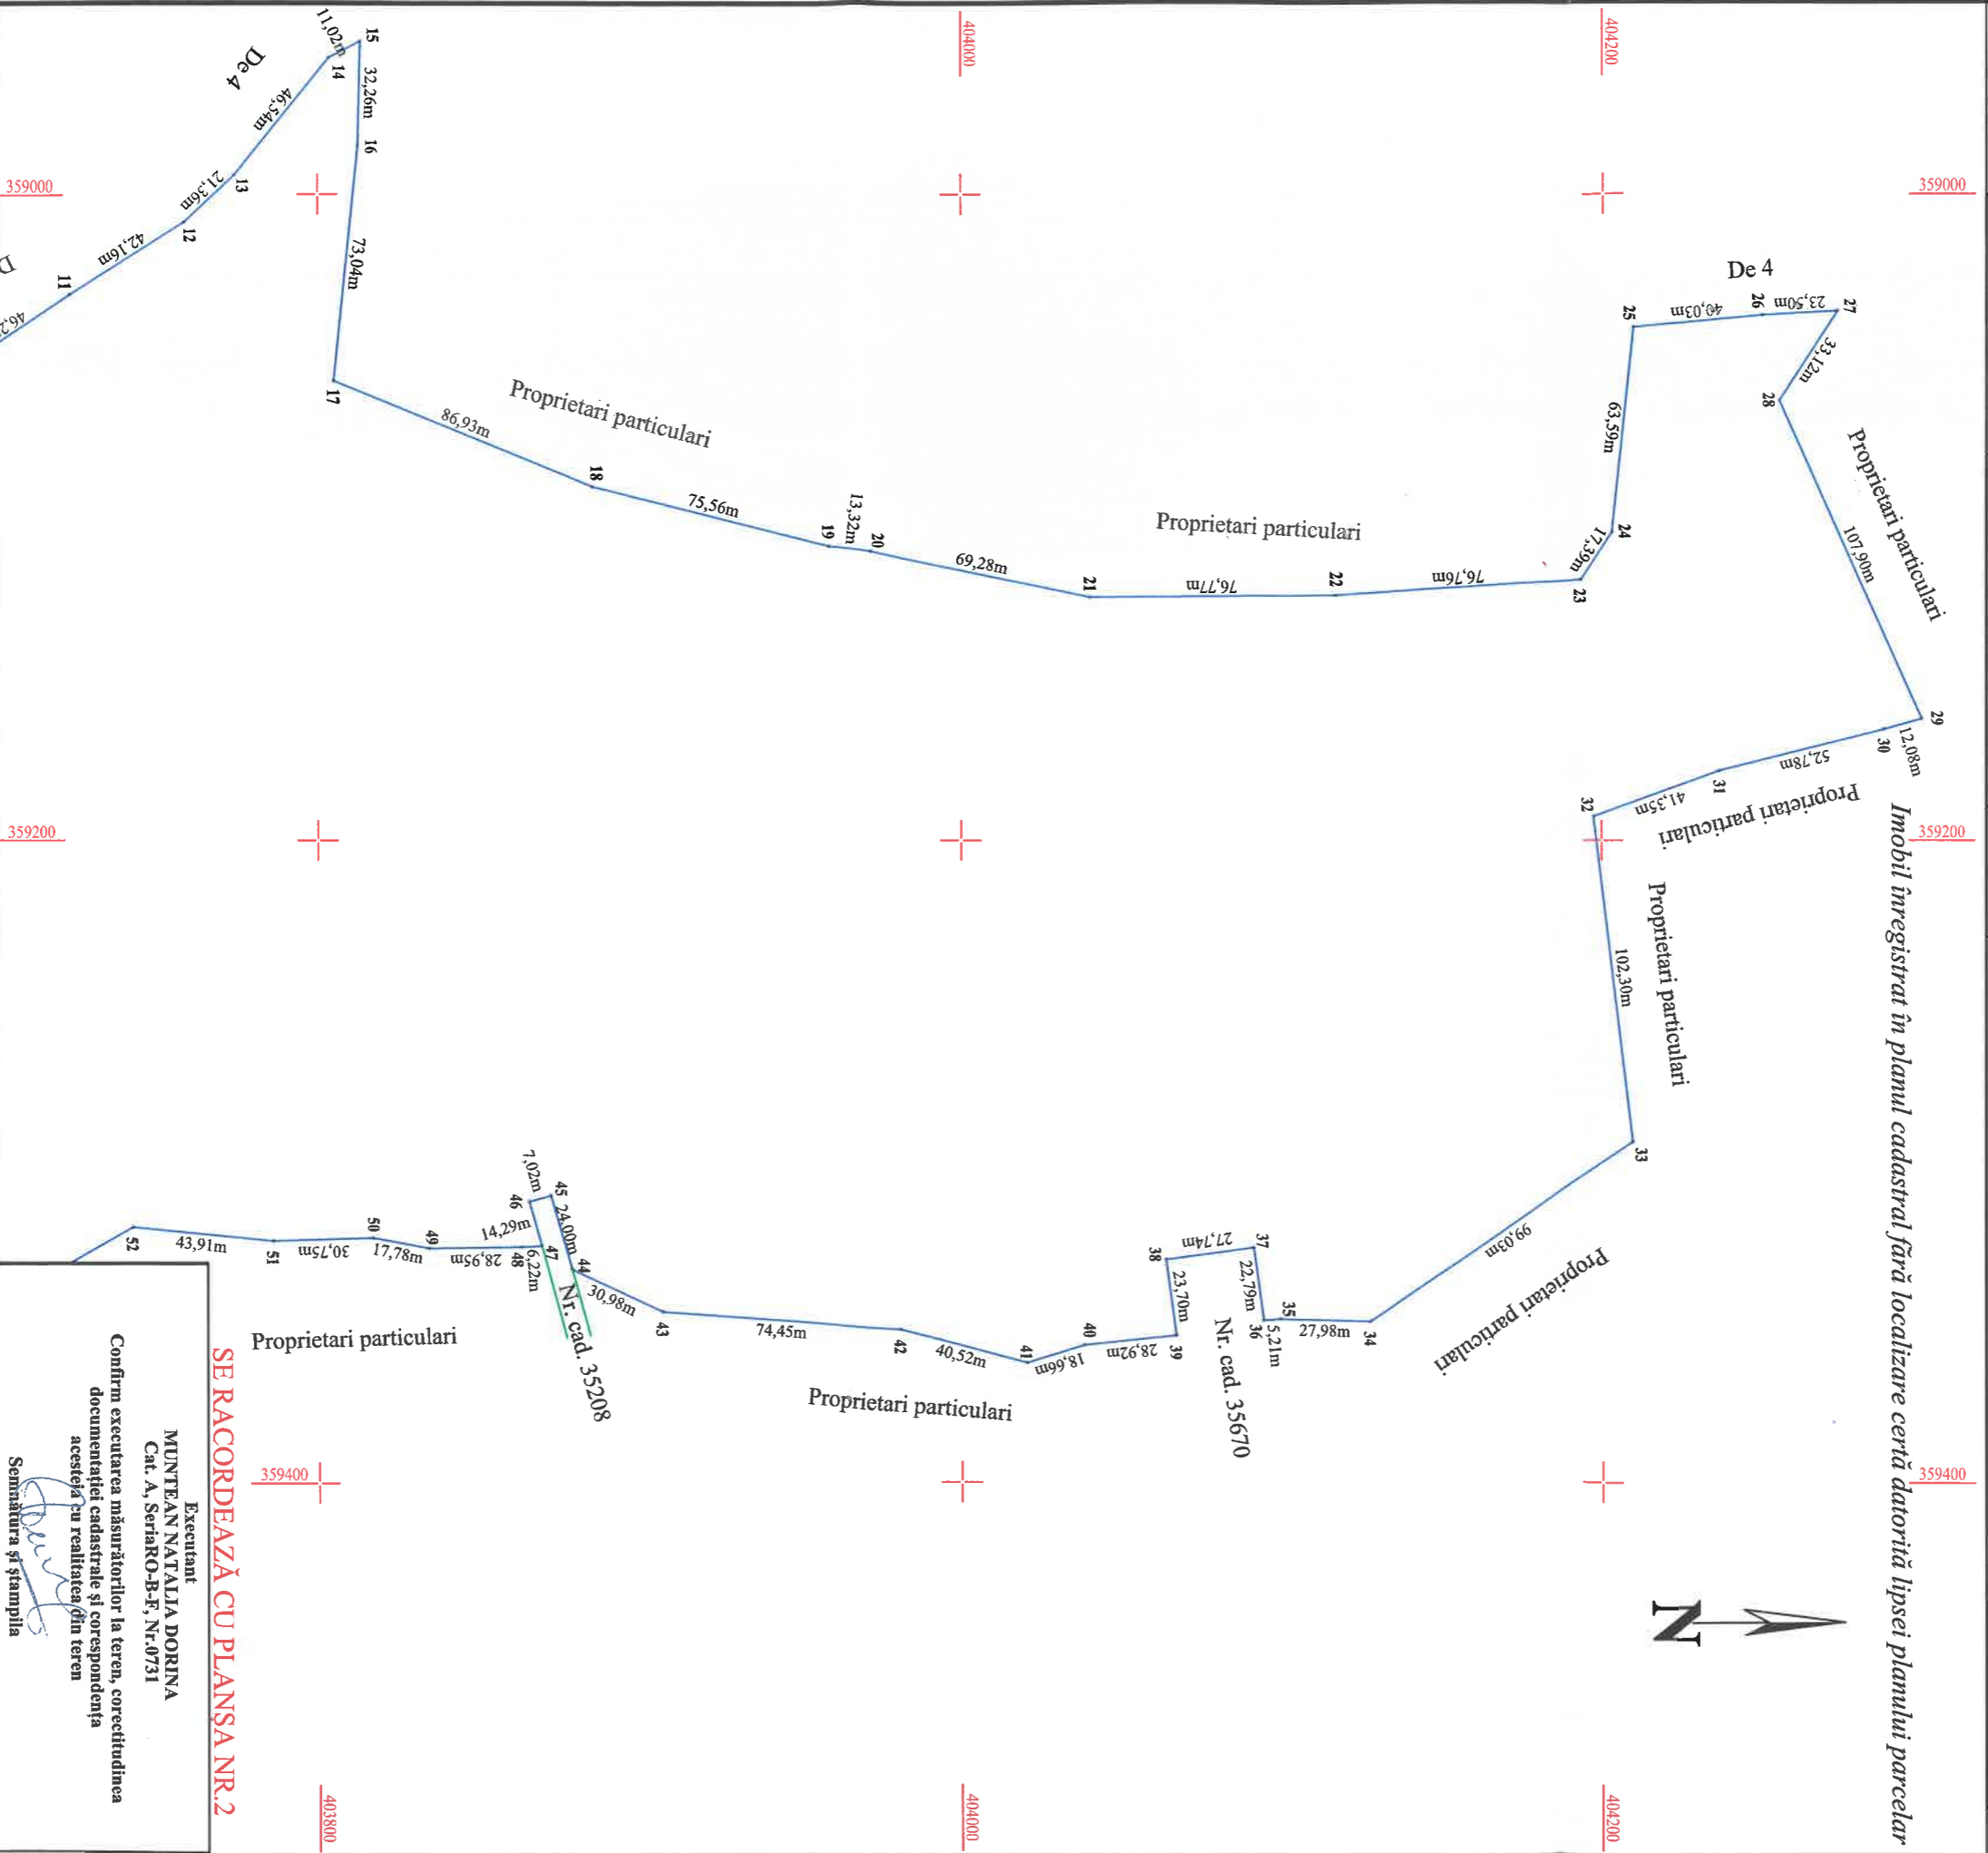 Imobil înregistrat în planul cadastral fără localizare certă datorită lipsei planului parcelar
359000
359200
359400
404200
404200
404000
404000
403800
359000
359200
359400
N
De 4
27
23,50m
26
40,03m
25
33,12m
28
107,90m
Proprietari particulari
29
12,08m
30
52,78m
31
Proprietari particulari
41,35m
32
63,59m
24
17,39m
23
76,76m
22
76,77m
21
Proprietari particulari
69,28m
20
13,32m
19
75,56m
18
Proprietari particulari
86,93m
17
73,04m
16
32,26m
15
11,02m
14
De 4
46,54m
13
21,36m
12
42,16m
11
Proprietari particulari
102,30m
33
99,03m
Proprietari particulari
34
27,98m
35
5,21m
36
22,79m
37
27,74m
38
23,70m
39
Nr. cad. 35670
28,92m
40
18,66m
41
40,52m
42
Proprietari particulari
74,45m
43
30,98m
44
24,00m
45
7,02m
46
14,29m
47
Nr. cad. 35208
6,22m
48
28,95m
49
17,78m
50
30,75m
51
43,91m
52
Proprietari particulari
SE RACORDEAZĂ CU PLANȘA NR.2
Executant
MUNTEAN NATALIA DORINA
Cat. A, SeriaRO-B-F, Nr.0731
Confirm executarea măsurătorilor la teren, corectitudinea
documentației cadastrale și corespondența
acesteia cu realitatea din teren
Semnătura și ștampila